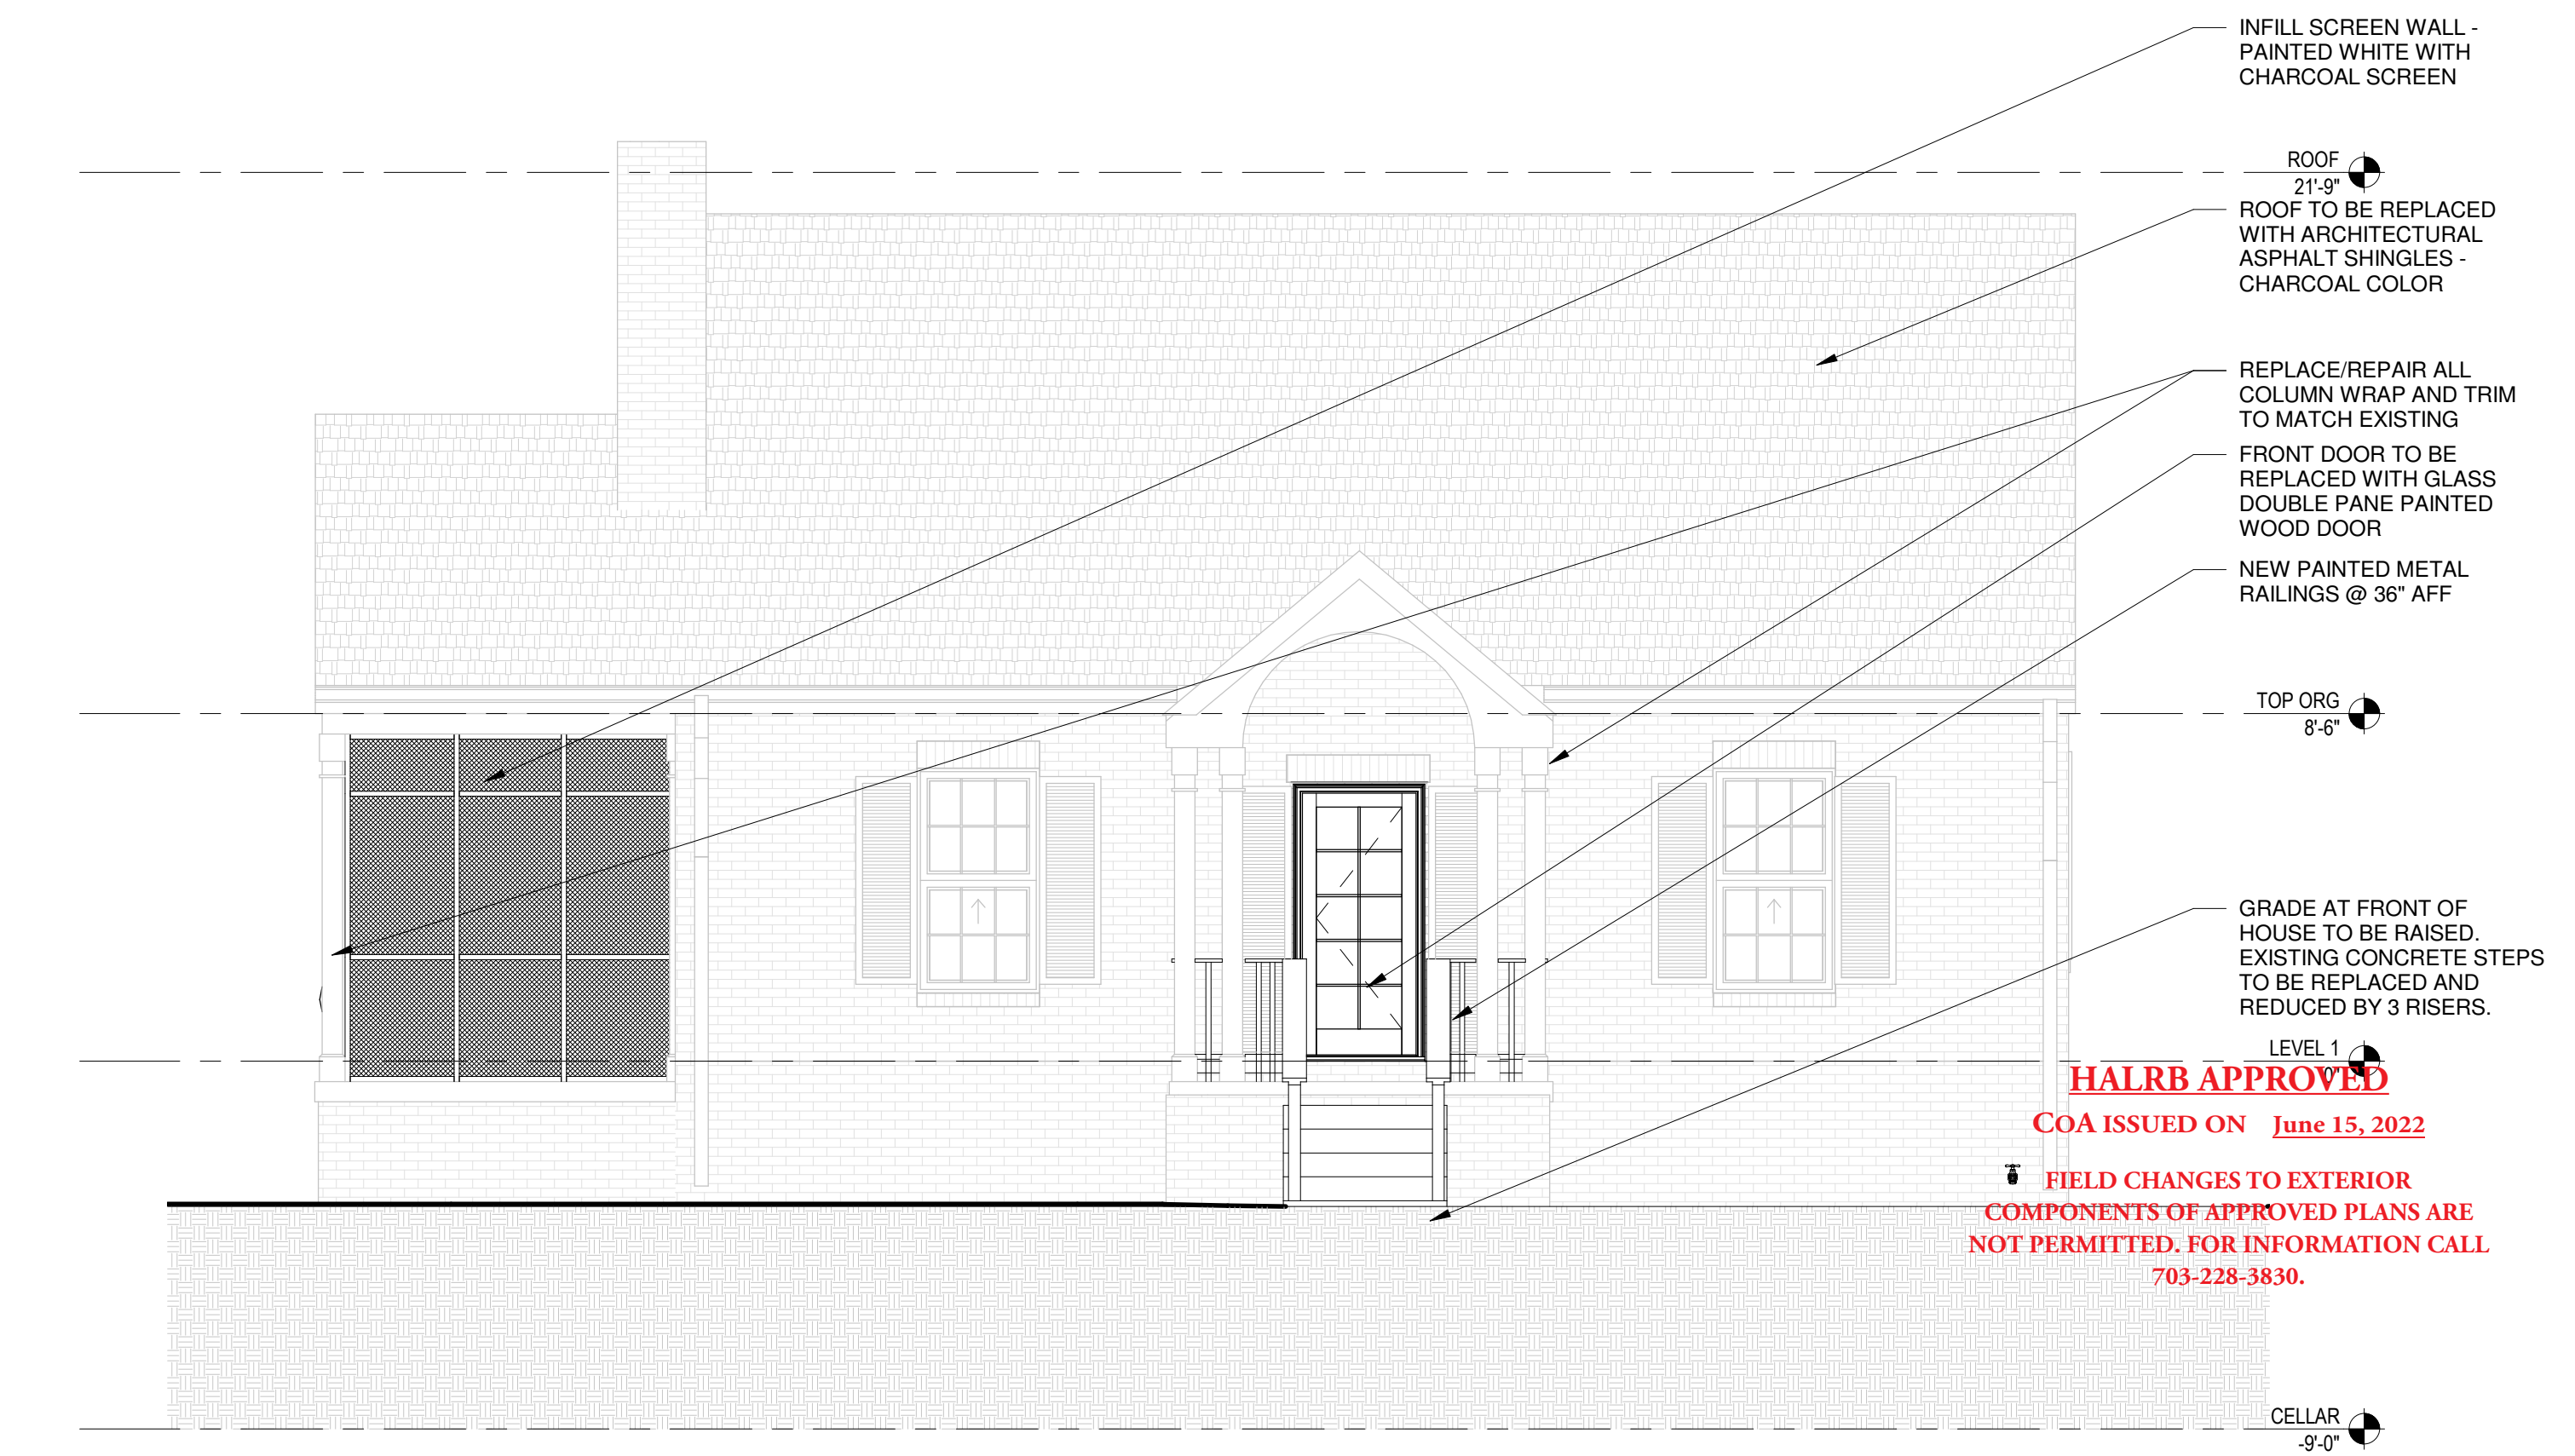 INFILL SCREEN WALL -
PAINTED WHITE WITH
CHARCOAL SCREEN
ROOF
21'-9"
ROOF TO BE REPLACED
WITH ARCHITECTURAL
ASPHALT SHINGLES -
CHARCOAL COLOR
REPLACE/REPAIR ALL
COLUMN WRAP AND TRIM
TO MATCH EXISTING
FRONT DOOR TO BE
REPLACED WITH GLASS
DOUBLE PANE PAINTED
WOOD DOOR
NEW PAINTED METAL
RAILINGS @ 36" AFF
TOP ORG
8'-6"
GRADE AT FRONT OF
HOUSE TO BE RAISED.
EXISTING CONCRETE STEPS
TO BE REPLACED AND
REDUCED BY 3 RISERS.
LEVEL 1
0"
HALRB APPROVED
COA ISSUED ON June 15, 2022
FIELD CHANGES TO EXTERIOR
COMPONENTS OF APPROVED PLANS ARE
NOT PERMITTED. FOR INFORMATION CALL
703-228-3830.
CELLAR
-9'-0"